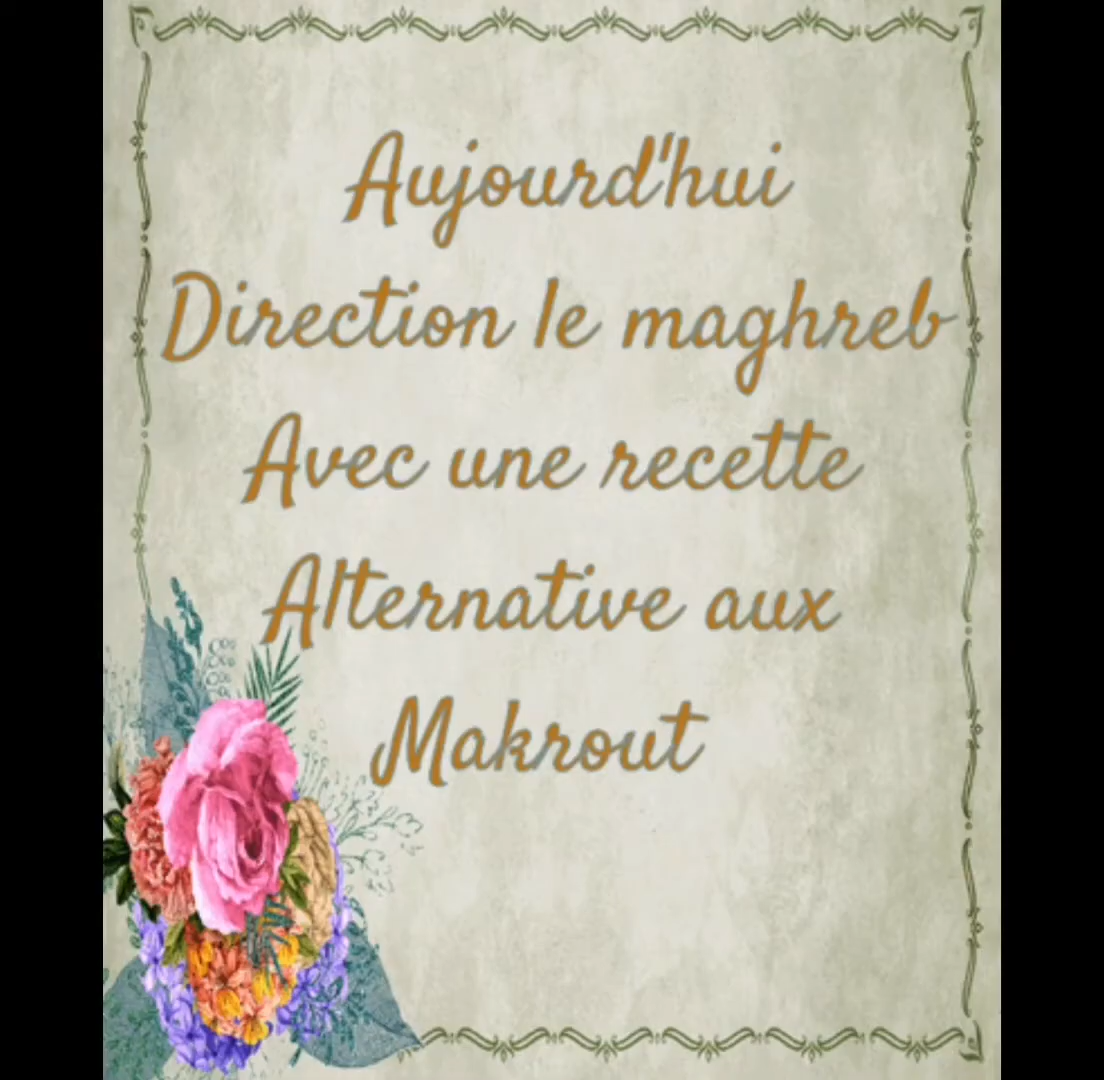 Aujourd'hui
Direction le maghreb
Avec une recette
Alternative aux
Makrout